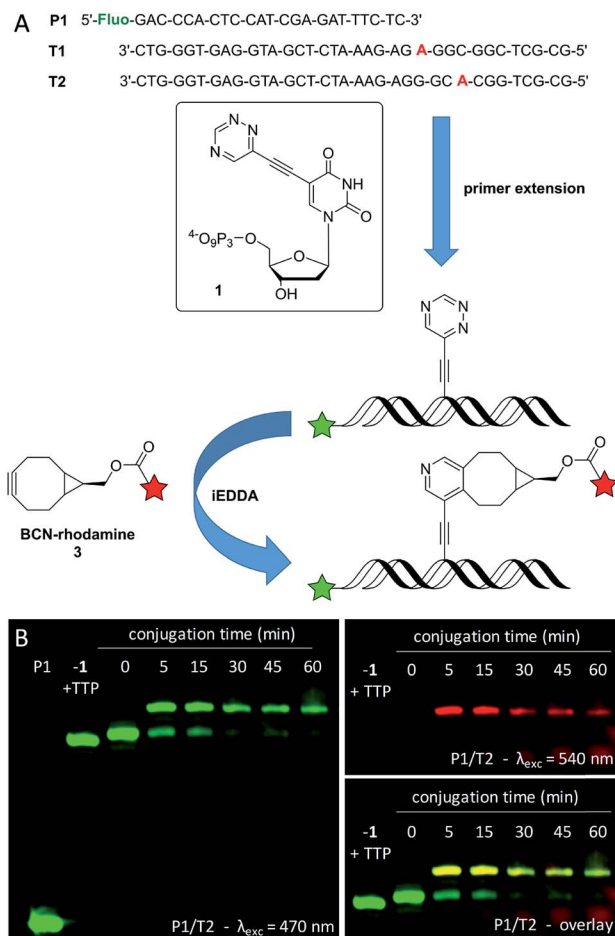 A
P1 5'-Fluo-GAC-CCA-CTC-CAT-CGA-GAT-TTC-TC-3'
T1 3'-CTG-GGT-GAG-GTA-GCT-CTA-AAG-AG A-GGC-GGC-TCG-CG-5'
T2 3'-CTG-GGT-GAG-GTA-GCT-CTA-AAG-AGG-GC A-CGG-TCG-CG-5'
N
N
N
O
NH
N
O
4-O9P3-O
O
OH
1
primer extension
N
N
N
O
O
BCN-rhodamine
3
iEDDA
N
O
O
B
conjugation time (min)
P1 -1 0 5 15 30 45 60
+TTP
P1/T2 - λexc = 470 nm
conjugation time (min)
-1 0 5 15 30 45 60
+ TTP
P1/T2 - λexc = 540 nm
conjugation time (min)
-1 0 5 15 30 45 60
+ TTP
P1/T2 - overlay